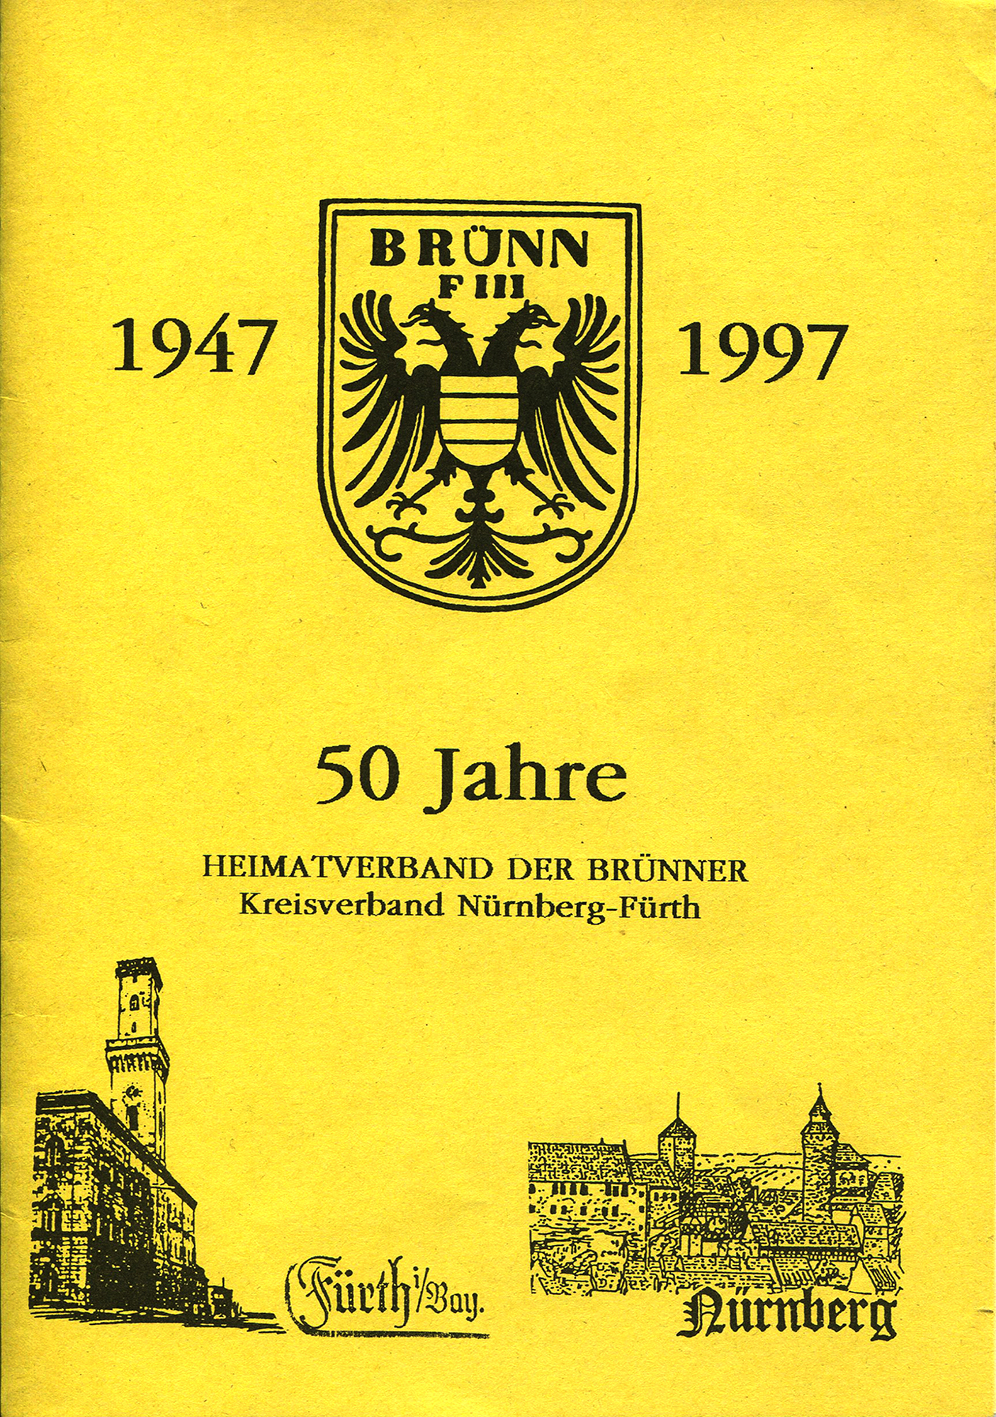 BRÜNN
F III
1947
1997
50 Jahre
HEIMATVERBAND DER BRÜNNER
Kreisverband Nürnberg-Fürth
Fürth i/Bay.
Nürnberg